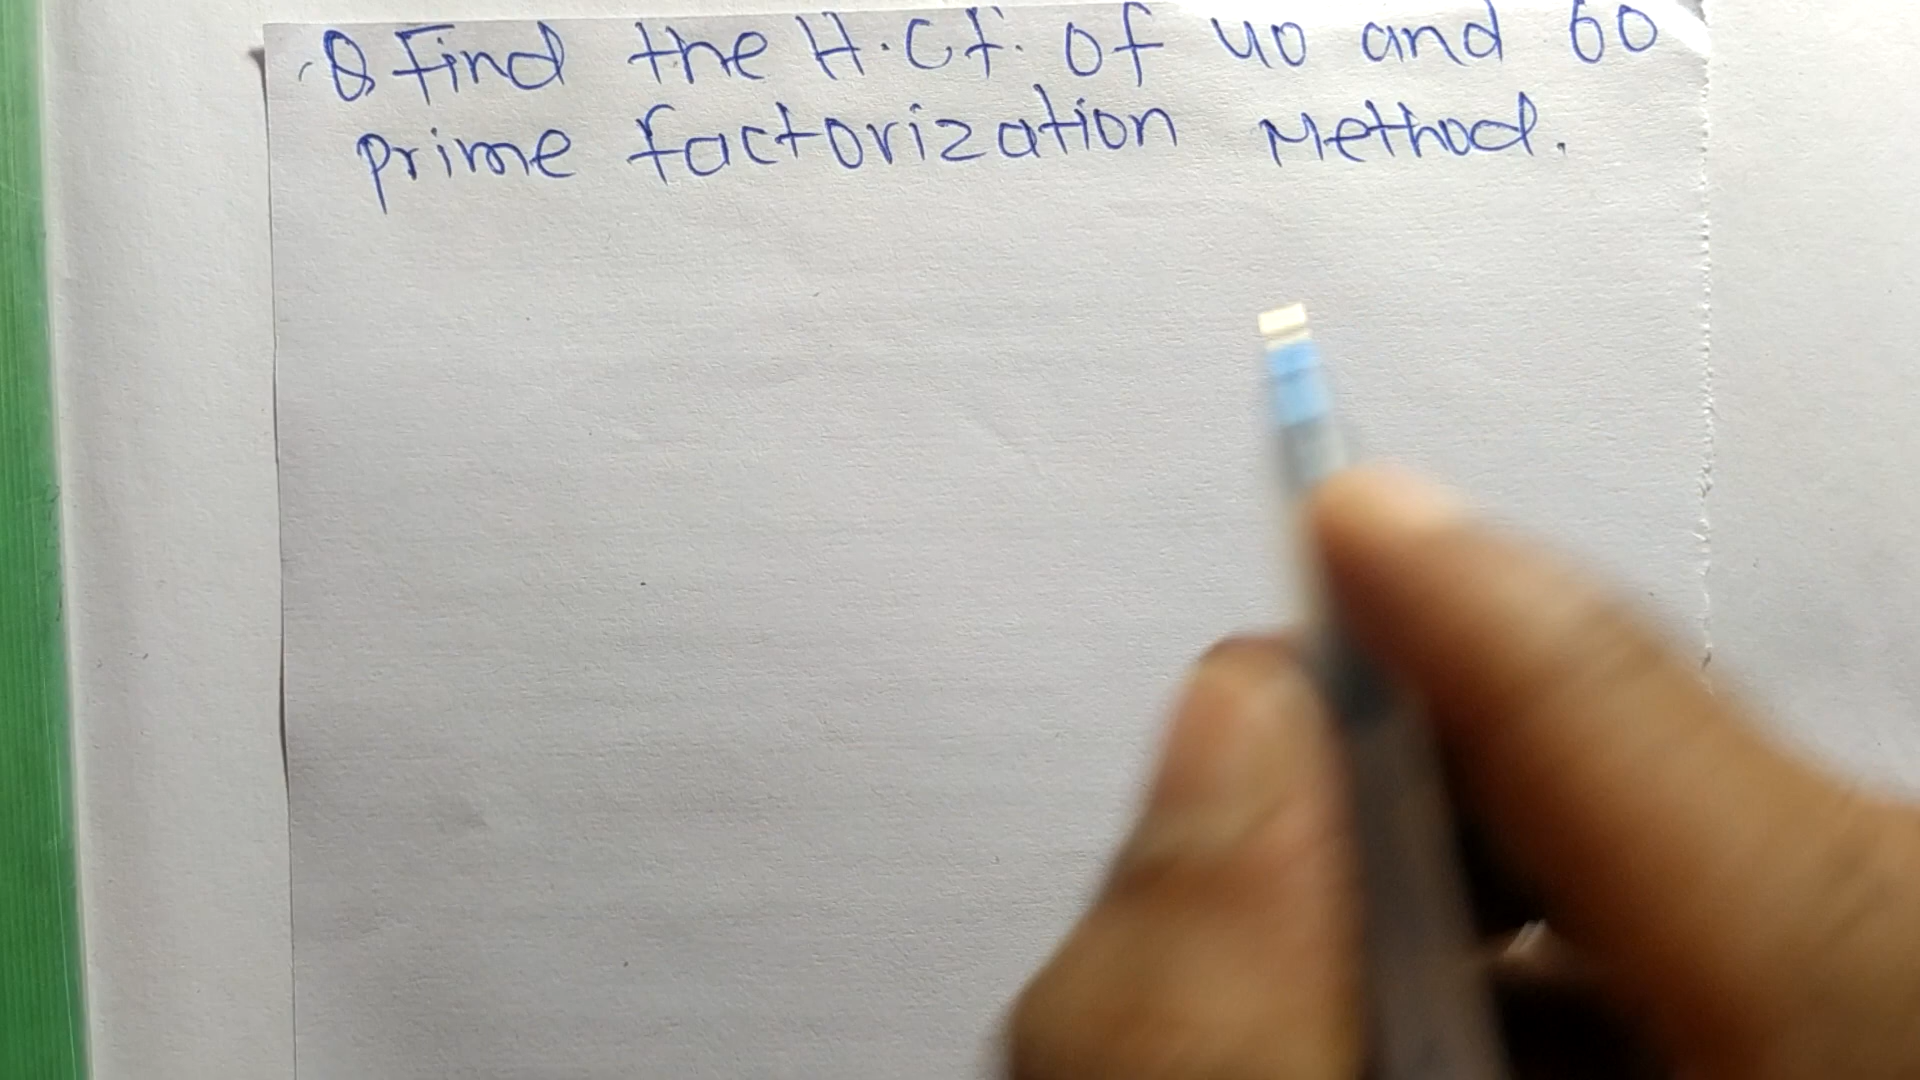 Q Find the H.C.f. of 40 and 60
prime factorization Method.